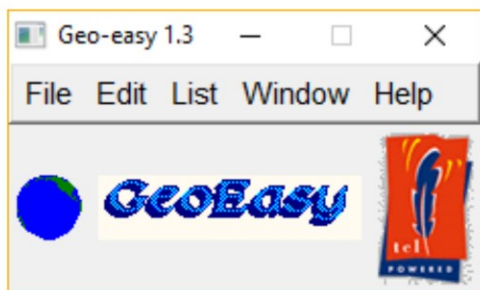 Geo-easy 1.3
File Edit List Window Help
GeoEasy
tcl
POWERED